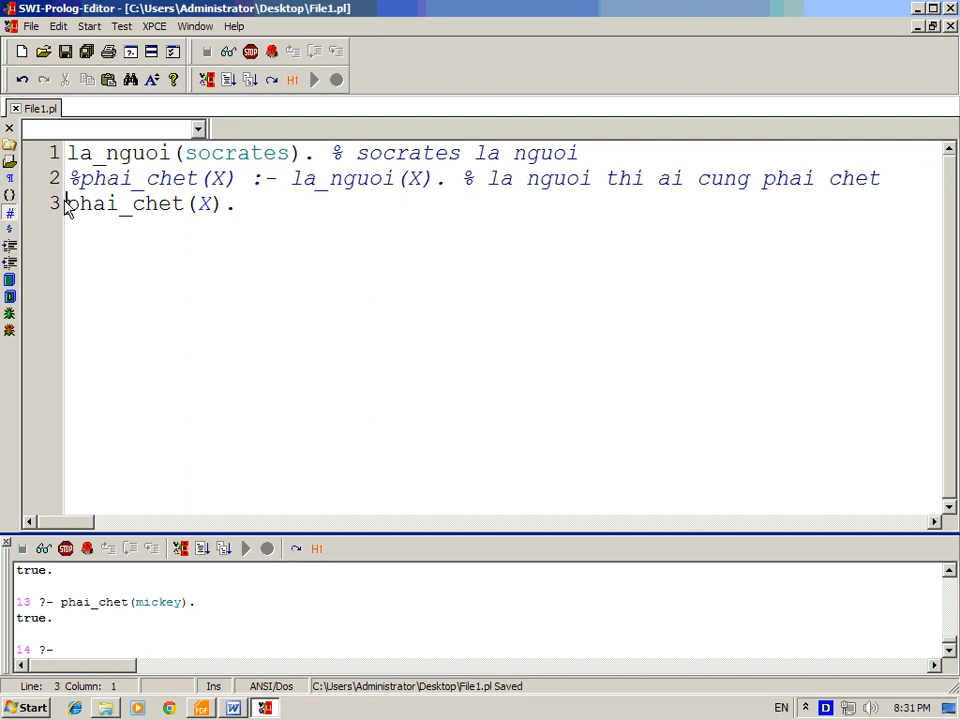 SWI-Prolog-Editor - [C:\Users\Administrator\Desktop\File1.pl]
File Edit Start Test XPCE Window Help
File1.pl
1 la_nguoi(socrates). % socrates la nguoi
2 %phai_chet(X) :- la_nguoi(X). % la nguoi thi ai cung phai chet
3 phai_chet(X).
true.
13 ?- phai_chet(mickey).
true.
14 ?-
Line: 3 Column: 1 Ins ANSI/Dos C:\Users\Administrator\Desktop\File1.pl Saved
Start EN 8:31 PM